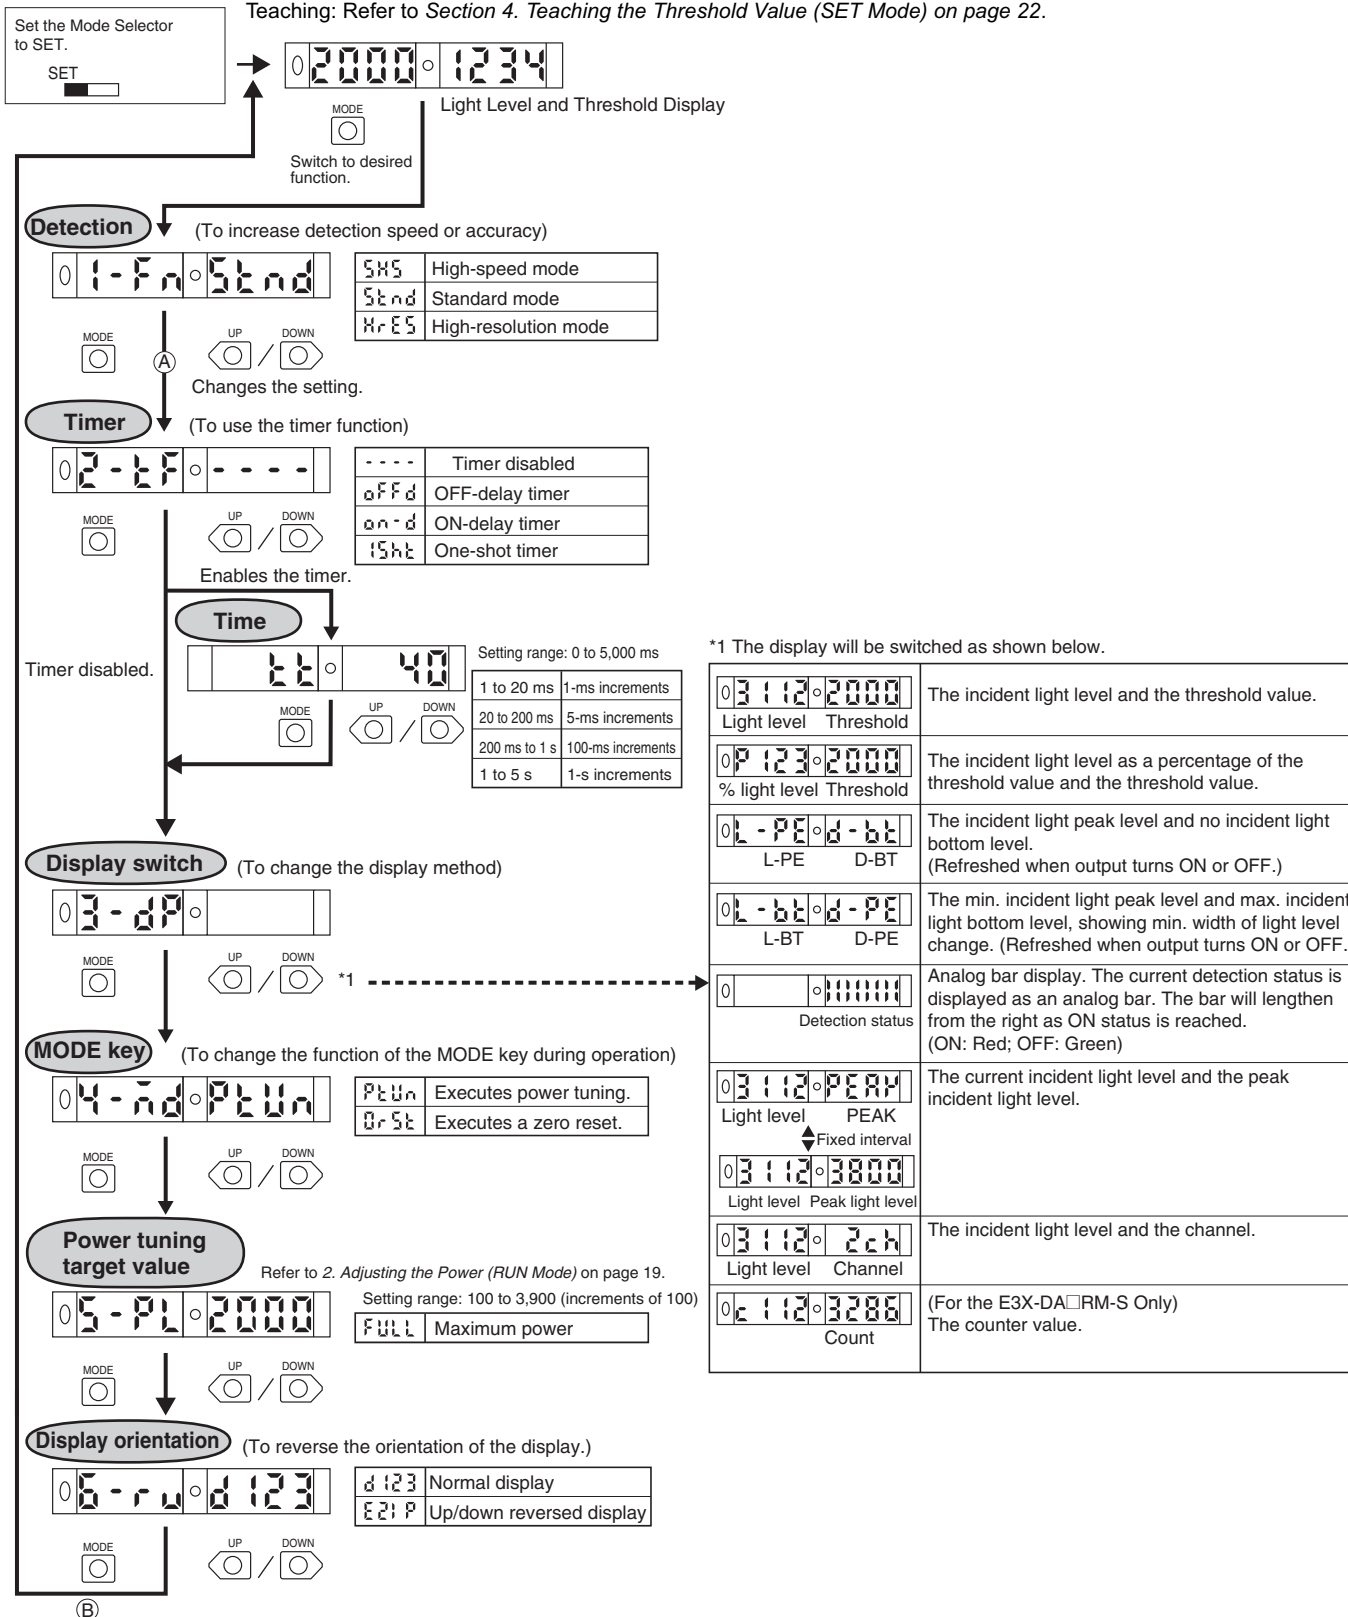 Teaching: Refer to Section 4. Teaching the Threshold Value (SET Mode) on page 22.
Set the Mode Selector
to SET.
SET
2000 1234
Light Level and Threshold Display
MODE
Switch to desired
function.
Detection
(To increase detection speed or accuracy)
1-Fn Stnd
SHS High-speed mode
Stnd Standard mode
HrES High-resolution mode
MODE
UP / DOWN
A
Changes the setting.
Timer
(To use the timer function)
2-tF ----
---- Timer disabled
oFFd OFF-delay timer
on-d ON-delay timer
1Sht One-shot timer
MODE
UP / DOWN
Enables the timer.
Timer disabled.
Time
tt 40
Setting range: 0 to 5,000 ms
1 to 20 ms 1-ms increments
20 to 200 ms 5-ms increments
200 ms to 1 s 100-ms increments
1 to 5 s 1-s increments
MODE
UP / DOWN
Display switch
(To change the display method)
3-dP
MODE
UP / DOWN
*1
MODE key
(To change the function of the MODE key during operation)
4-md PtUn
PtUn Executes power tuning.
0rSt Executes a zero reset.
MODE
UP / DOWN
Power tuning
target value
Refer to 2. Adjusting the Power (RUN Mode) on page 19.
5-PL 2000
Setting range: 100 to 3,900 (increments of 100)
FULL Maximum power
MODE
UP / DOWN
Display orientation
(To reverse the orientation of the display.)
6-ru d123
d123 Normal display
E21P Up/down reversed display
MODE
UP / DOWN
B
*1 The display will be switched as shown below.
3112 2000
Light level Threshold
The incident light level and the threshold value.
P123 2000
% light level Threshold
The incident light level as a percentage of the
threshold value and the threshold value.
L-PE d-bt
L-PE D-BT
The incident light peak level and no incident light
bottom level.
(Refreshed when output turns ON or OFF.)
L-bt d-PE
L-BT D-PE
The min. incident light peak level and max. incident
light bottom level, showing min. width of light level
change. (Refreshed when output turns ON or OFF.
Detection status
Analog bar display. The current detection status is
displayed as an analog bar. The bar will lengthen
from the right as ON status is reached.
(ON: Red; OFF: Green)
3112 PEAK
Light level PEAK
Fixed interval
3112 3800
Light level Peak light level
The current incident light level and the peak
incident light level.
3112 2ch
Light level Channel
The incident light level and the channel.
c112 3286
Count
(For the E3X-DA□RM-S Only)
The counter value.